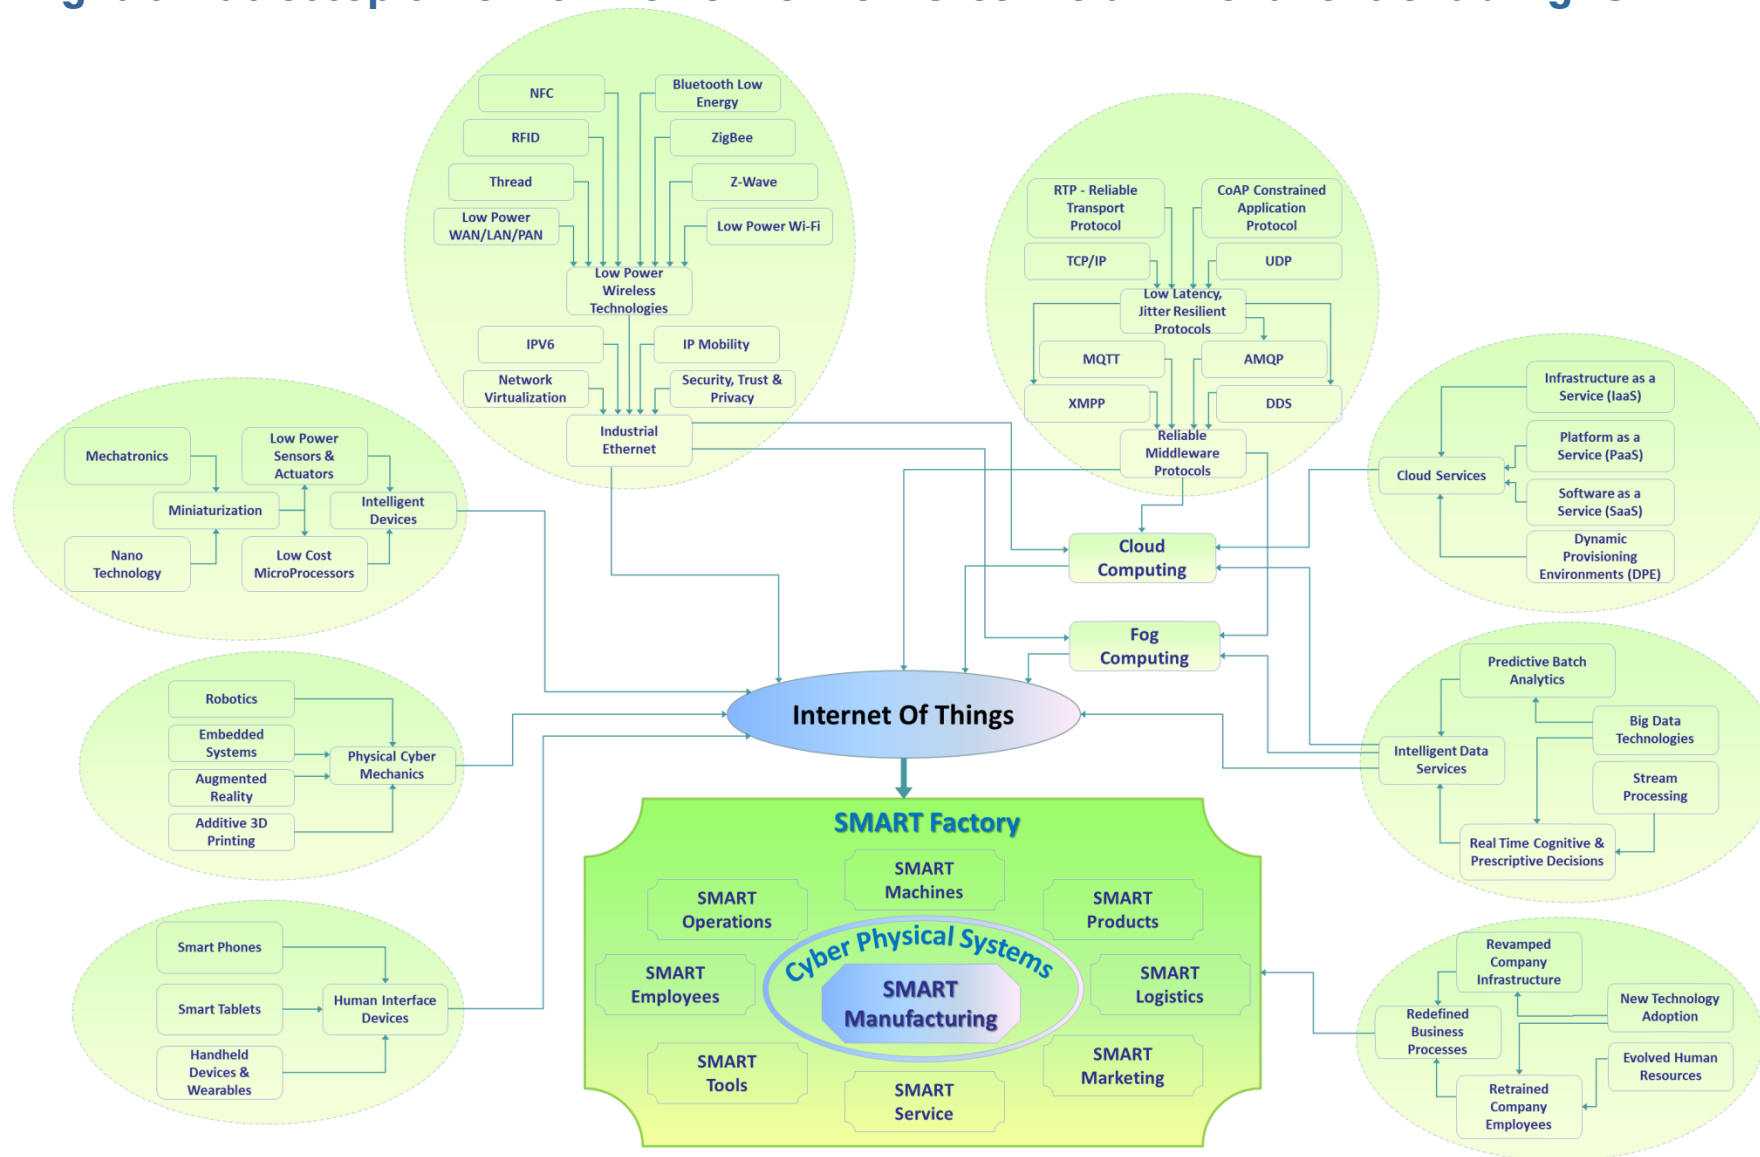 NFC
Bluetooth Low
Energy
RFID
ZigBee
Thread
Z-Wave
Low Power
WAN/LAN/PAN
Low Power Wi-Fi
Low Power
Wireless
Technologies
IPV6
IP Mobility
Network
Virtualization
Security, Trust &
Privacy
Industrial
Ethernet
RTP - Reliable
Transport
Protocol
CoAP Constrained
Application
Protocol
TCP/IP
UDP
Low Latency,
Jitter Resilient
Protocols
MQTT
AMQP
XMPP
DDS
Reliable
Middleware
Protocols
Infrastructure as a
Service (IaaS)
Platform as a
Service (PaaS)
Cloud Services
Software as a
Service (SaaS)
Dynamic
Provisioning
Environments (DPE)
Mechatronics
Low Power
Sensors &
Actuators
Miniaturization
Intelligent
Devices
Nano
Technology
Low Cost
MicroProcessors
Cloud
Computing
Fog
Computing
Robotics
Embedded
Systems
Physical Cyber
Mechanics
Augmented
Reality
Additive 3D
Printing
Internet Of Things
Predictive Batch
Analytics
Big Data
Technologies
Intelligent Data
Services
Stream
Processing
Real Time Cognitive &
Prescriptive Decisions
Smart Phones
Smart Tablets
Human Interface
Devices
Handheld
Devices &
Wearables
SMART Factory
SMART
Machines
SMART
Operations
SMART
Products
Cyber Physical Systems
SMART
Employees
SMART
Manufacturing
SMART
Logistics
SMART
Tools
SMART
Marketing
SMART
Service
Revamped
Company
Infrastructure
New Technology
Adoption
Redefined
Business
Processes
Evolved Human
Resources
Retrained
Company
Employees